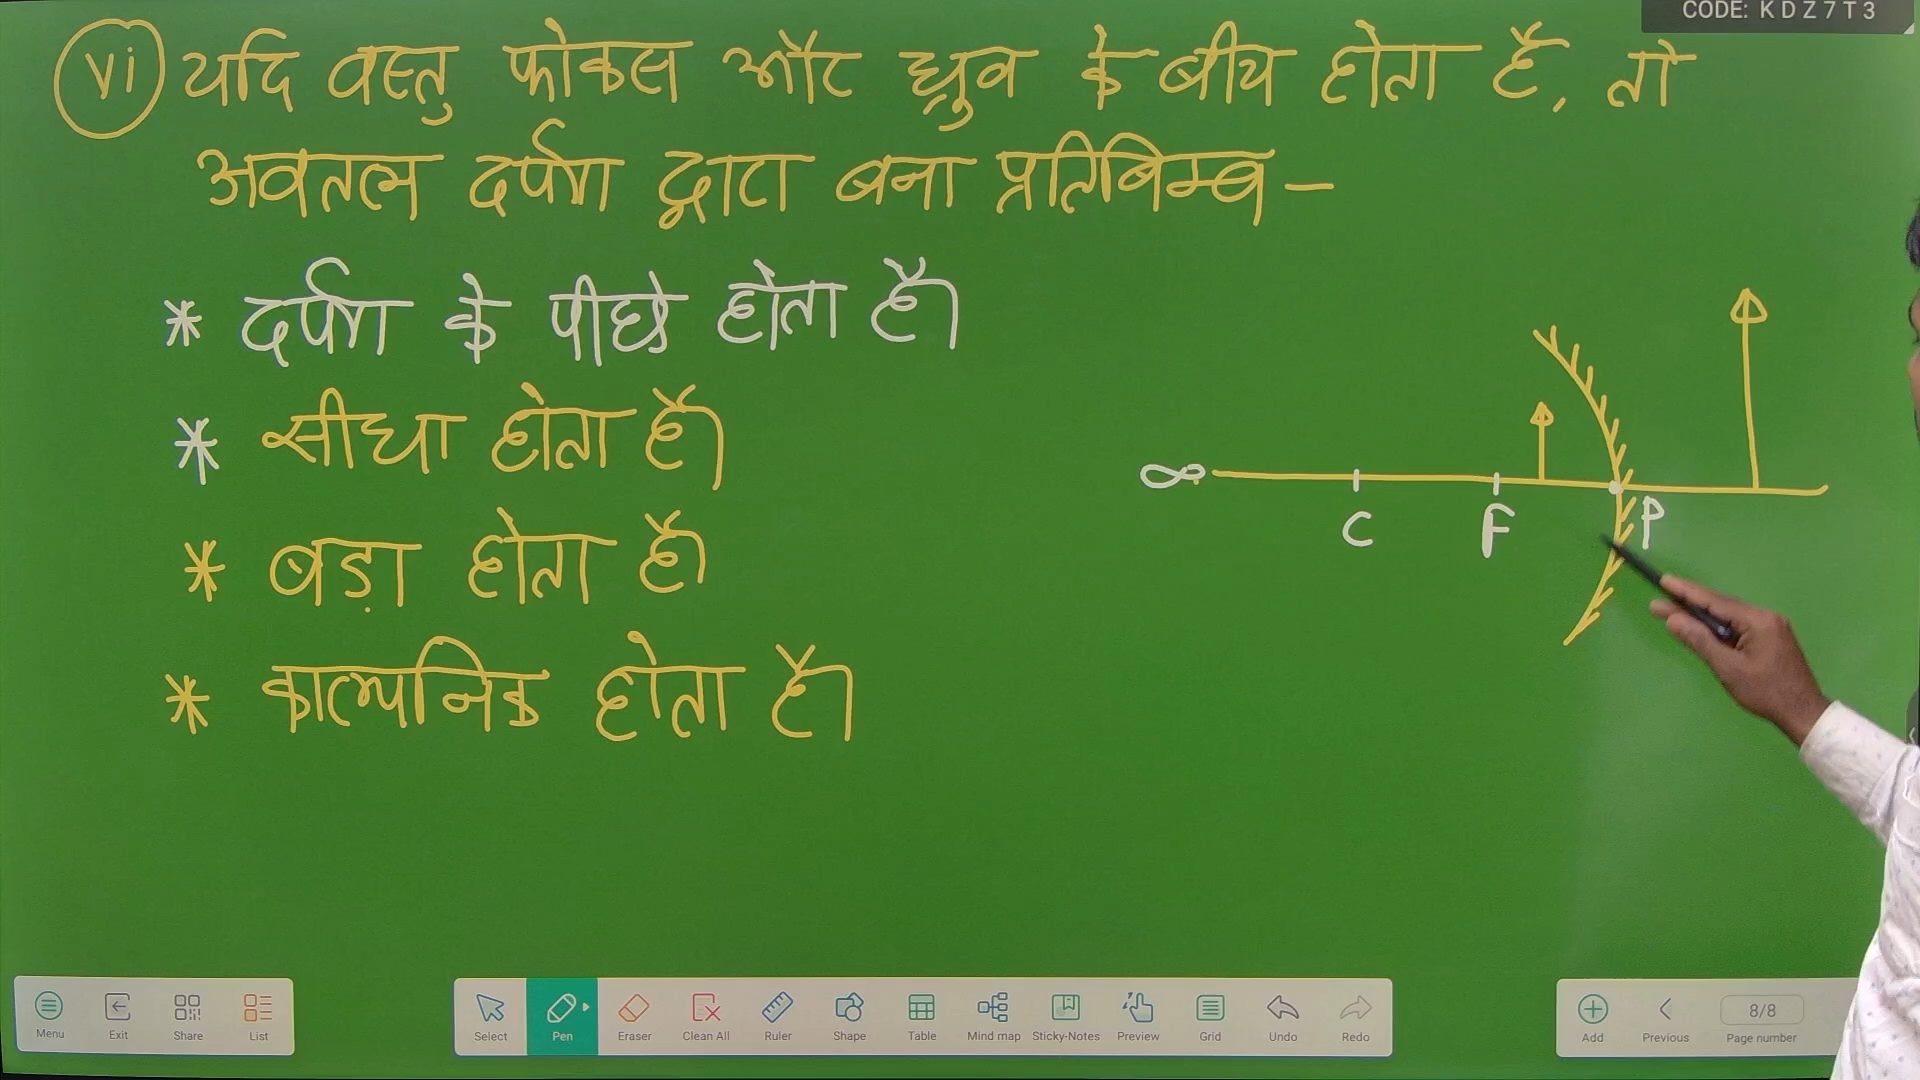 CODE: K D Z 7 T 3
(vi) यदि वस्तु फोकस और ध्रुव के बीच होता है, तो
अवतल दर्पण द्वारा बना प्रतिबिम्ब –
* दर्पण के पीछे होता है।
* सीधा होता है।
* बड़ा होता है।
* काल्पनिक होता है।
∞ C F P
Menu Exit Share List Select Pen Eraser Clean All Ruler Shape Table Mind map Sticky-Notes Preview Grid Undo Redo Add Previous 8/8 Page number